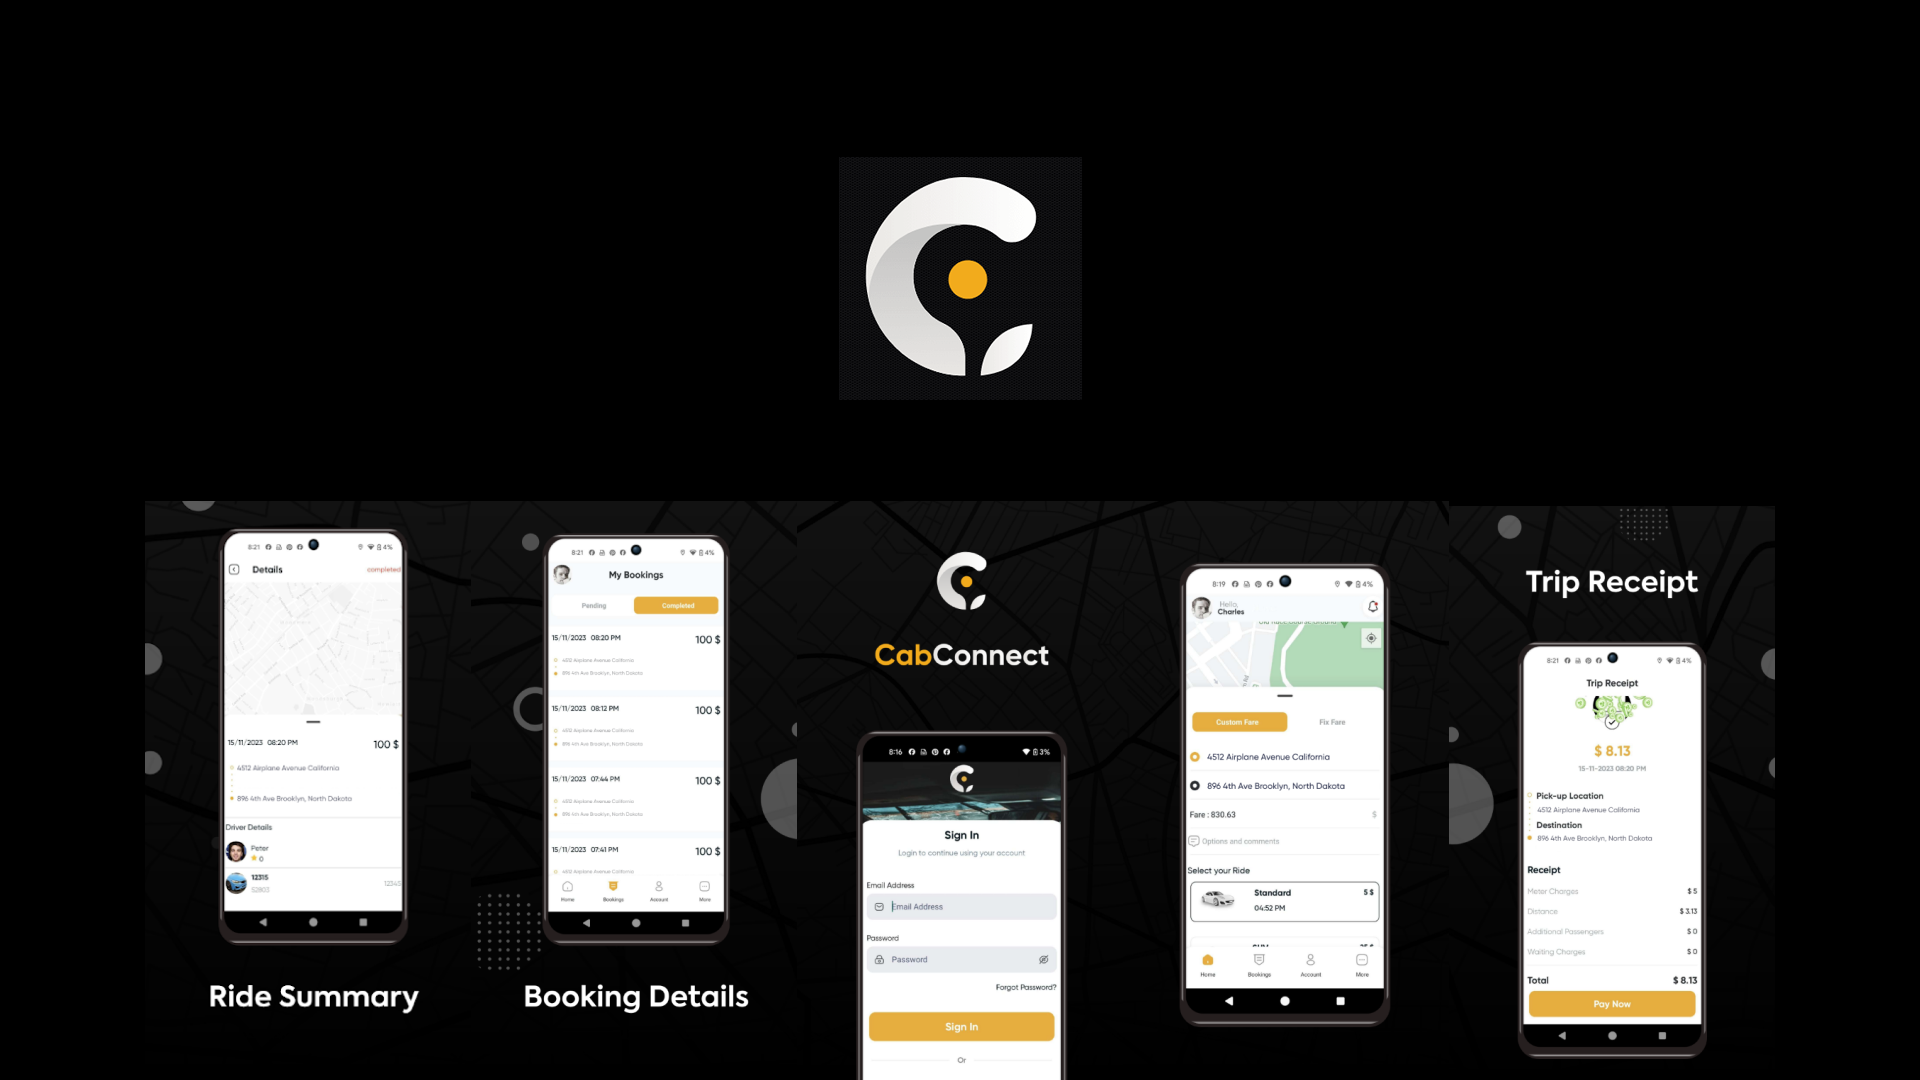 8:21
4%
Details
completed
15/11/2023 08:20 PM
100 $
4512 Airplane Avenue California
896 4th Ave Brooklyn, North Dakota
Driver Details
Peter
0
12315
52803
12345
Ride Summary
8:21
4%
My Bookings
Pending
Completed
15/11/2023 08:20 PM
100 $
4512 Airplane Avenue California
896 4th Ave Brooklyn, North Dakota
15/11/2023 08:12 PM
100 $
4512 Airplane Avenue California
896 4th Ave Brooklyn, North Dakota
15/11/2023 07:44 PM
100 $
4512 Airplane Avenue California
896 4th Ave Brooklyn, North Dakota
15/11/2023 07:41 PM
100 $
4512 Airplane Avenue California
Home
Bookings
Account
More
Booking Details
CabConnect
8:16
3%
Sign In
Login to continue using your account
Email Address
Email Address
Password
Password
Forgot Password?
Sign In
Or
8:19
4%
Hello,
Charles
Custom Fare
Fix Fare
4512 Airplane Avenue California
896 4th Ave Brooklyn, North Dakota
Fare : 830.63
$
Options and comments
Select your Ride
Standard
5 $
04:52 PM
Home
Bookings
Account
More
Trip Receipt
8:21
4%
Trip Receipt
$ 8.13
15-11-2023 08:20 PM
Pick-up Location
4512 Airplane Avenue California
Destination
896 4th Ave Brooklyn, North Dakota
Receipt
Meter Charges
$ 5
Distance
$ 3.13
Additional Passengers
$ 0
Waiting Charges
$ 0
Total
$ 8.13
Pay Now